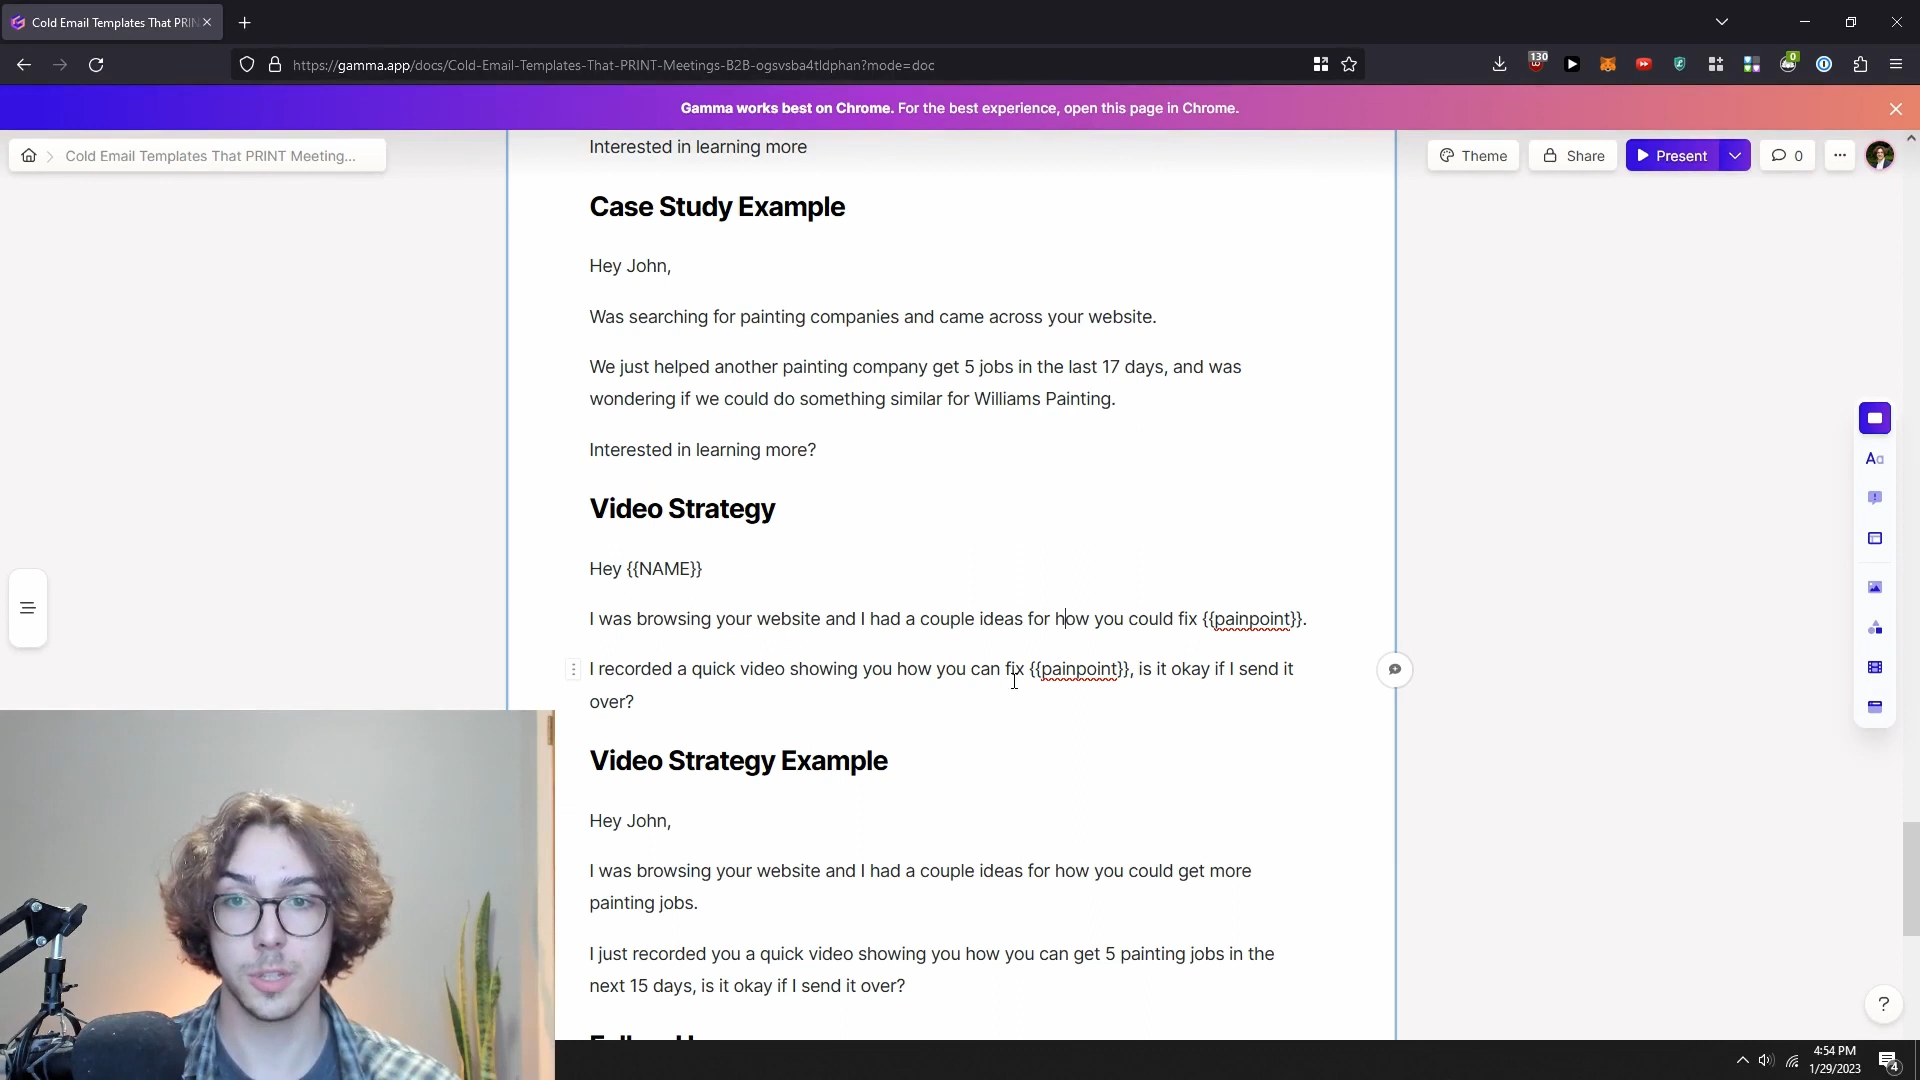 Cold Email Templates That PRIN
https://gamma.app/docs/Cold-Email-Templates-That-PRINT-Meetings-B2B-ogsvsba4tldphan?mode=doc
130
0
Gamma works best on Chrome. For the best experience, open this page in Chrome.
Cold Email Templates That PRINT Meeting...
Theme
Share
Present
0
Interested in learning more
Case Study Example
Hey John,
Was searching for painting companies and came across your website.
We just helped another painting company get 5 jobs in the last 17 days, and was
wondering if we could do something similar for Williams Painting.
Interested in learning more?
Video Strategy
Hey {{NAME}}
I was browsing your website and I had a couple ideas for how you could fix {{painpoint}}.
I recorded a quick video showing you how you can fix {{painpoint}}, is it okay if I send it
over?
Video Strategy Example
Hey John,
I was browsing your website and I had a couple ideas for how you could get more
painting jobs.
I just recorded you a quick video showing you how you can get 5 painting jobs in the
next 15 days, is it okay if I send it over?
Aa
?
4:54 PM
1/29/2023
4